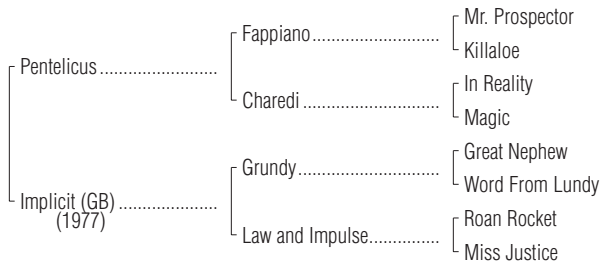 Mr. Prospector
Fappiano
Killaloe
Pentelicus
In Reality
Charedi
Magic
Great Nephew
Grundy
Word From Lundy
Implicit (GB)
(1977)
Roan Rocket
Law and Impulse
Miss Justice